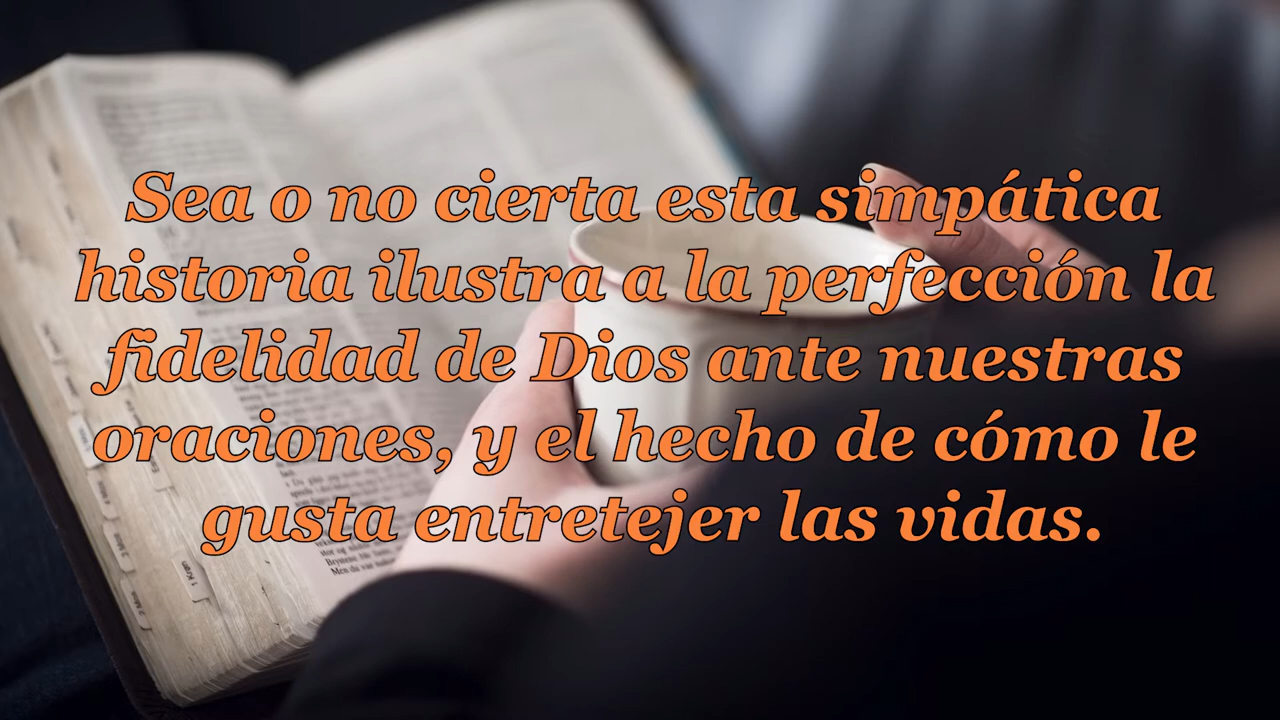 Sea o no cierta esta simpática
historia ilustra a la perfección la
fidelidad de Dios ante nuestras
oraciones, y el hecho de cómo le
gusta entretejer las vidas.